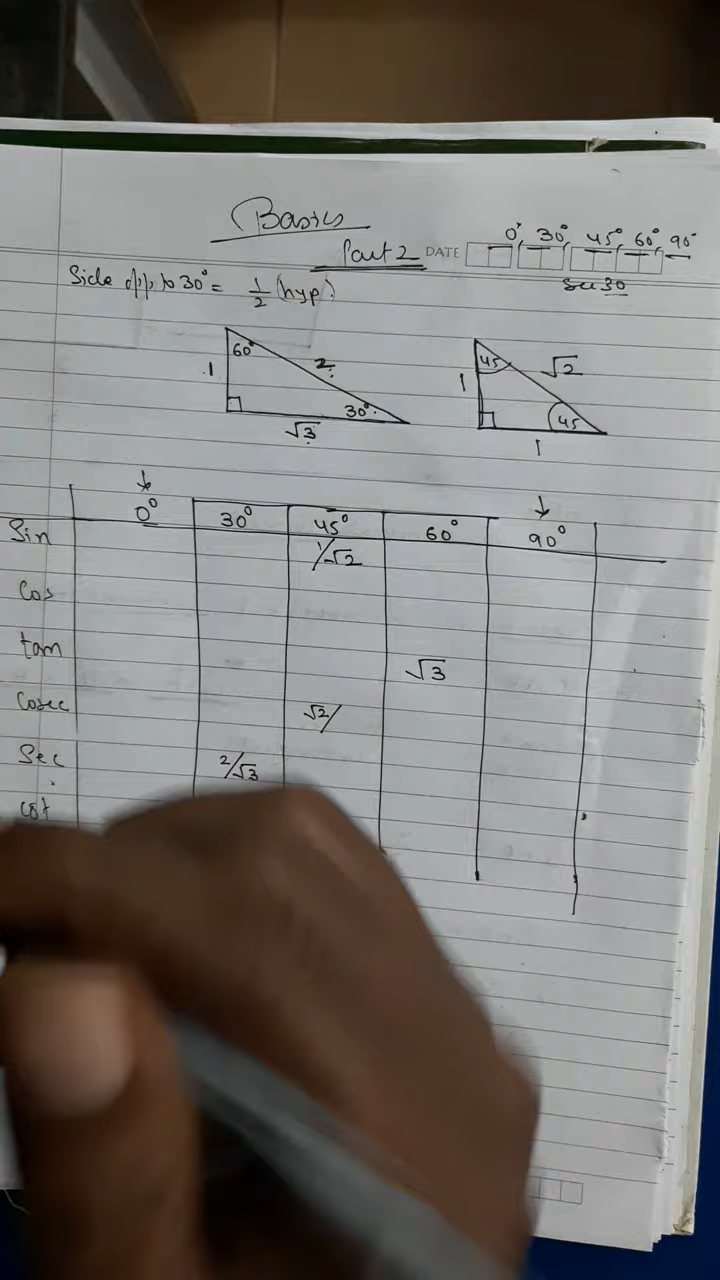 Basics
Part 2 DATE 0°, 30°, 45°, 60°, 90°
Side opp to 30° = 1/2 (hyp)
Sec 30
60° 2 1 30° √3
45 √2 1 45 1
0° 30° 45° 60° 90°
Sin 1/√2
Cos
tan √3
Cosec √2/
Sec 2/√3
Cot